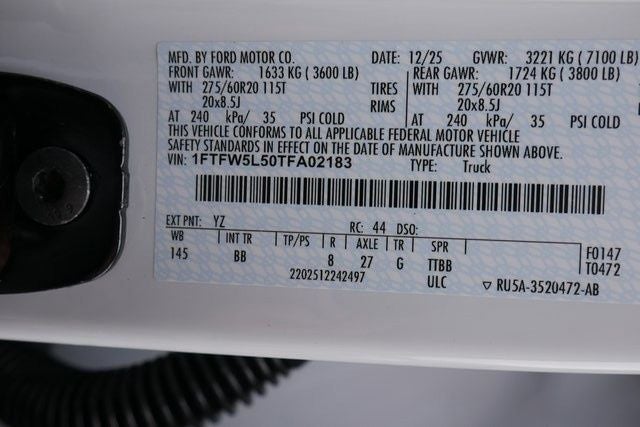 MFD. BY FORD MOTOR CO. DATE: 12/25 GVWR: 3221 KG ( 7100 LB)
FRONT GAWR: 1633 KG ( 3600 LB) REAR GAWR: 1724 KG ( 3800 LB)
WITH 275/60R20 115T TIRES WITH 275/60R20 115T
20x8.5J RIMS 20x8.5J
AT 240 kPa/ 35 PSI COLD AT 240 kPa/ 35 PSI COLD
THIS VEHICLE CONFORMS TO ALL APPLICABLE FEDERAL MOTOR VEHICLE
SAFETY STANDARDS IN EFFECT ON THE DATE OF MANUFACTURE SHOWN ABOVE.
VIN: 1FTFW5L50TFA02183 TYPE: Truck
EXT PNT: YZ RC: 44 DSO:
WB INT TR TP/PS R AXLE TR SPR F0147
145 BB 8 27 G TTBB T0472
2202512242497 ULC ▽ RU5A-3520472-AB